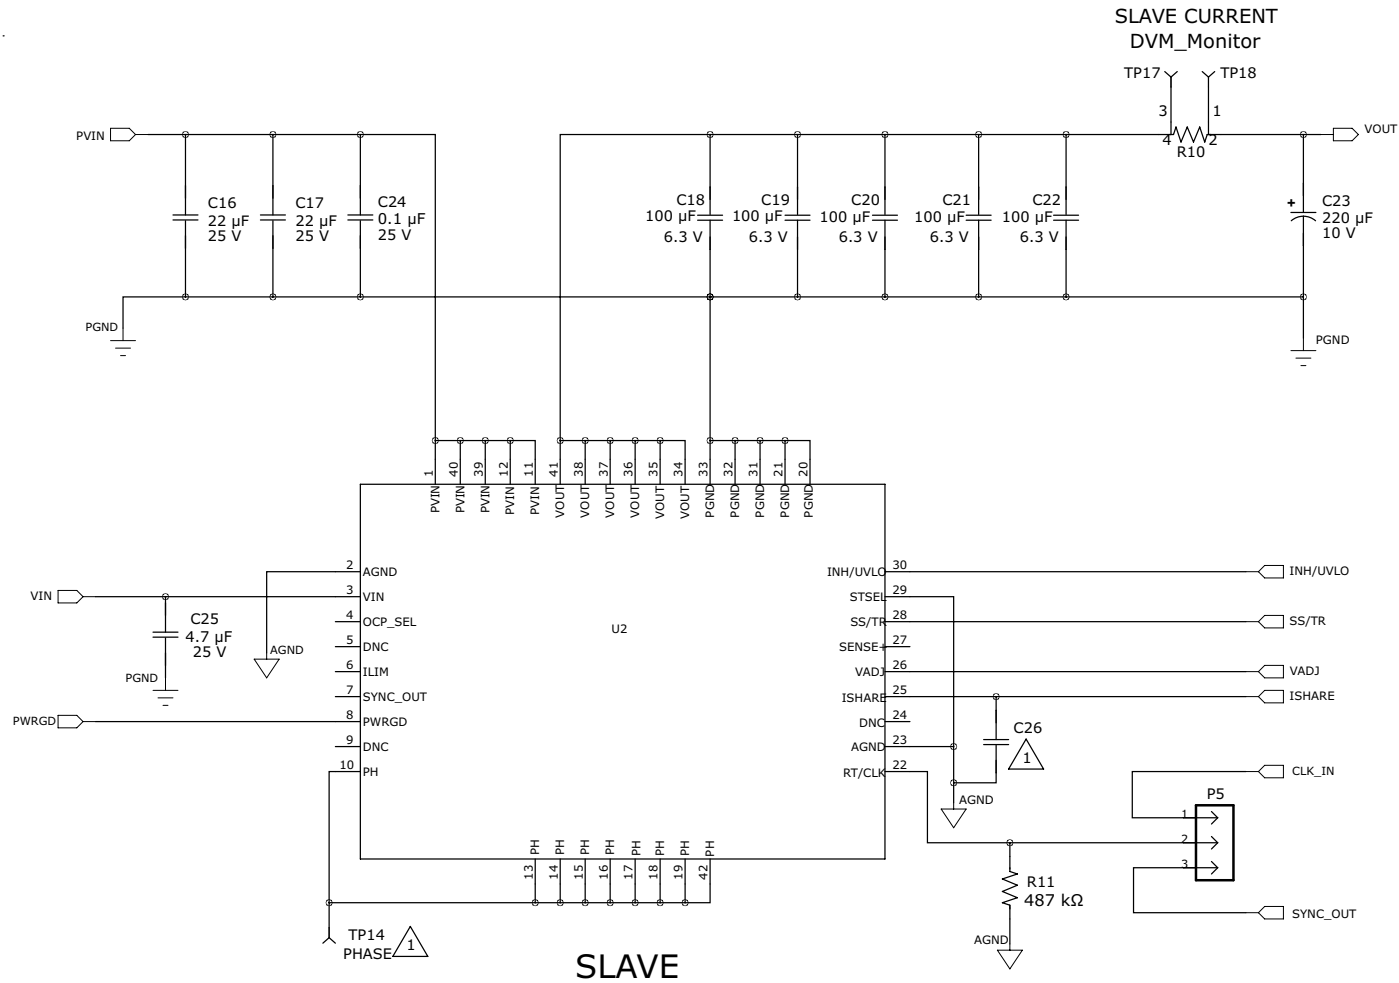 SLAVE CURRENT
DVM_Monitor
TP17
TP18
3
1
PVIN
4
2
R10
VOUT
C16
22 µF
25 V
C17
22 µF
25 V
C24
0.1 µF
25 V
C18
100 µF
6.3 V
C19
100 µF
6.3 V
C20
100 µF
6.3 V
C21
100 µF
6.3 V
C22
100 µF
6.3 V
+
C23
220 µF
10 V
PGND
PGND
1
40
39
12
11
41
38
37
36
35
34
33
32
31
21
20
PVIN
PVIN
PVIN
PVIN
PVIN
VOUT
VOUT
VOUT
VOUT
VOUT
VOUT
PGND
PGND
PGND
PGND
PGND
2 AGND
VIN
3 VIN
4 OCP_SEL
5 DNC
6 ILIM
7 SYNC_OUT
PWRGD
8 PWRGD
9 DNC
10 PH
C25
4.7 µF
25 V
PGND
AGND
U2
INH/UVLO 30
INH/UVLO
STSEL 29
SS/TR 28
SS/TR
SENSE+ 27
VADJ 26
VADJ
ISHARE 25
ISHARE
DNC 24
AGND 23
RT/CLK 22
C26
1
AGND
CLK_IN
P5
1
2
3
R11
487 kΩ
AGND
SYNC_OUT
PH
PH
PH
PH
PH
PH
PH
PH
13
14
15
16
17
18
19
42
TP14
PHASE
1
SLAVE